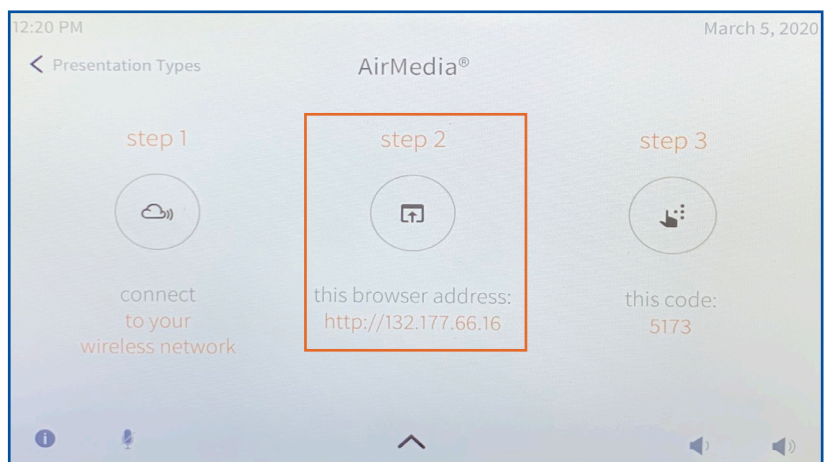 12:20 PM
March 5, 2020
Presentation Types
AirMedia®
step 1
connect
to your
wireless network
step 2
this browser address:
http://132.177.66.16
step 3
this code:
5173